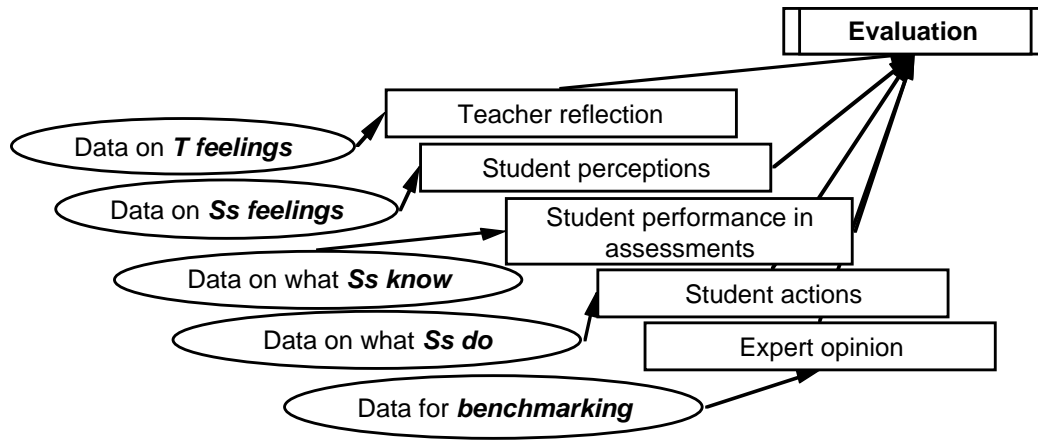 Evaluation
Teacher reflection
Data on T feelings
Student perceptions
Data on Ss feelings
Student performance in
assessments
Data on what Ss know
Student actions
Data on what Ss do
Expert opinion
Data for benchmarking